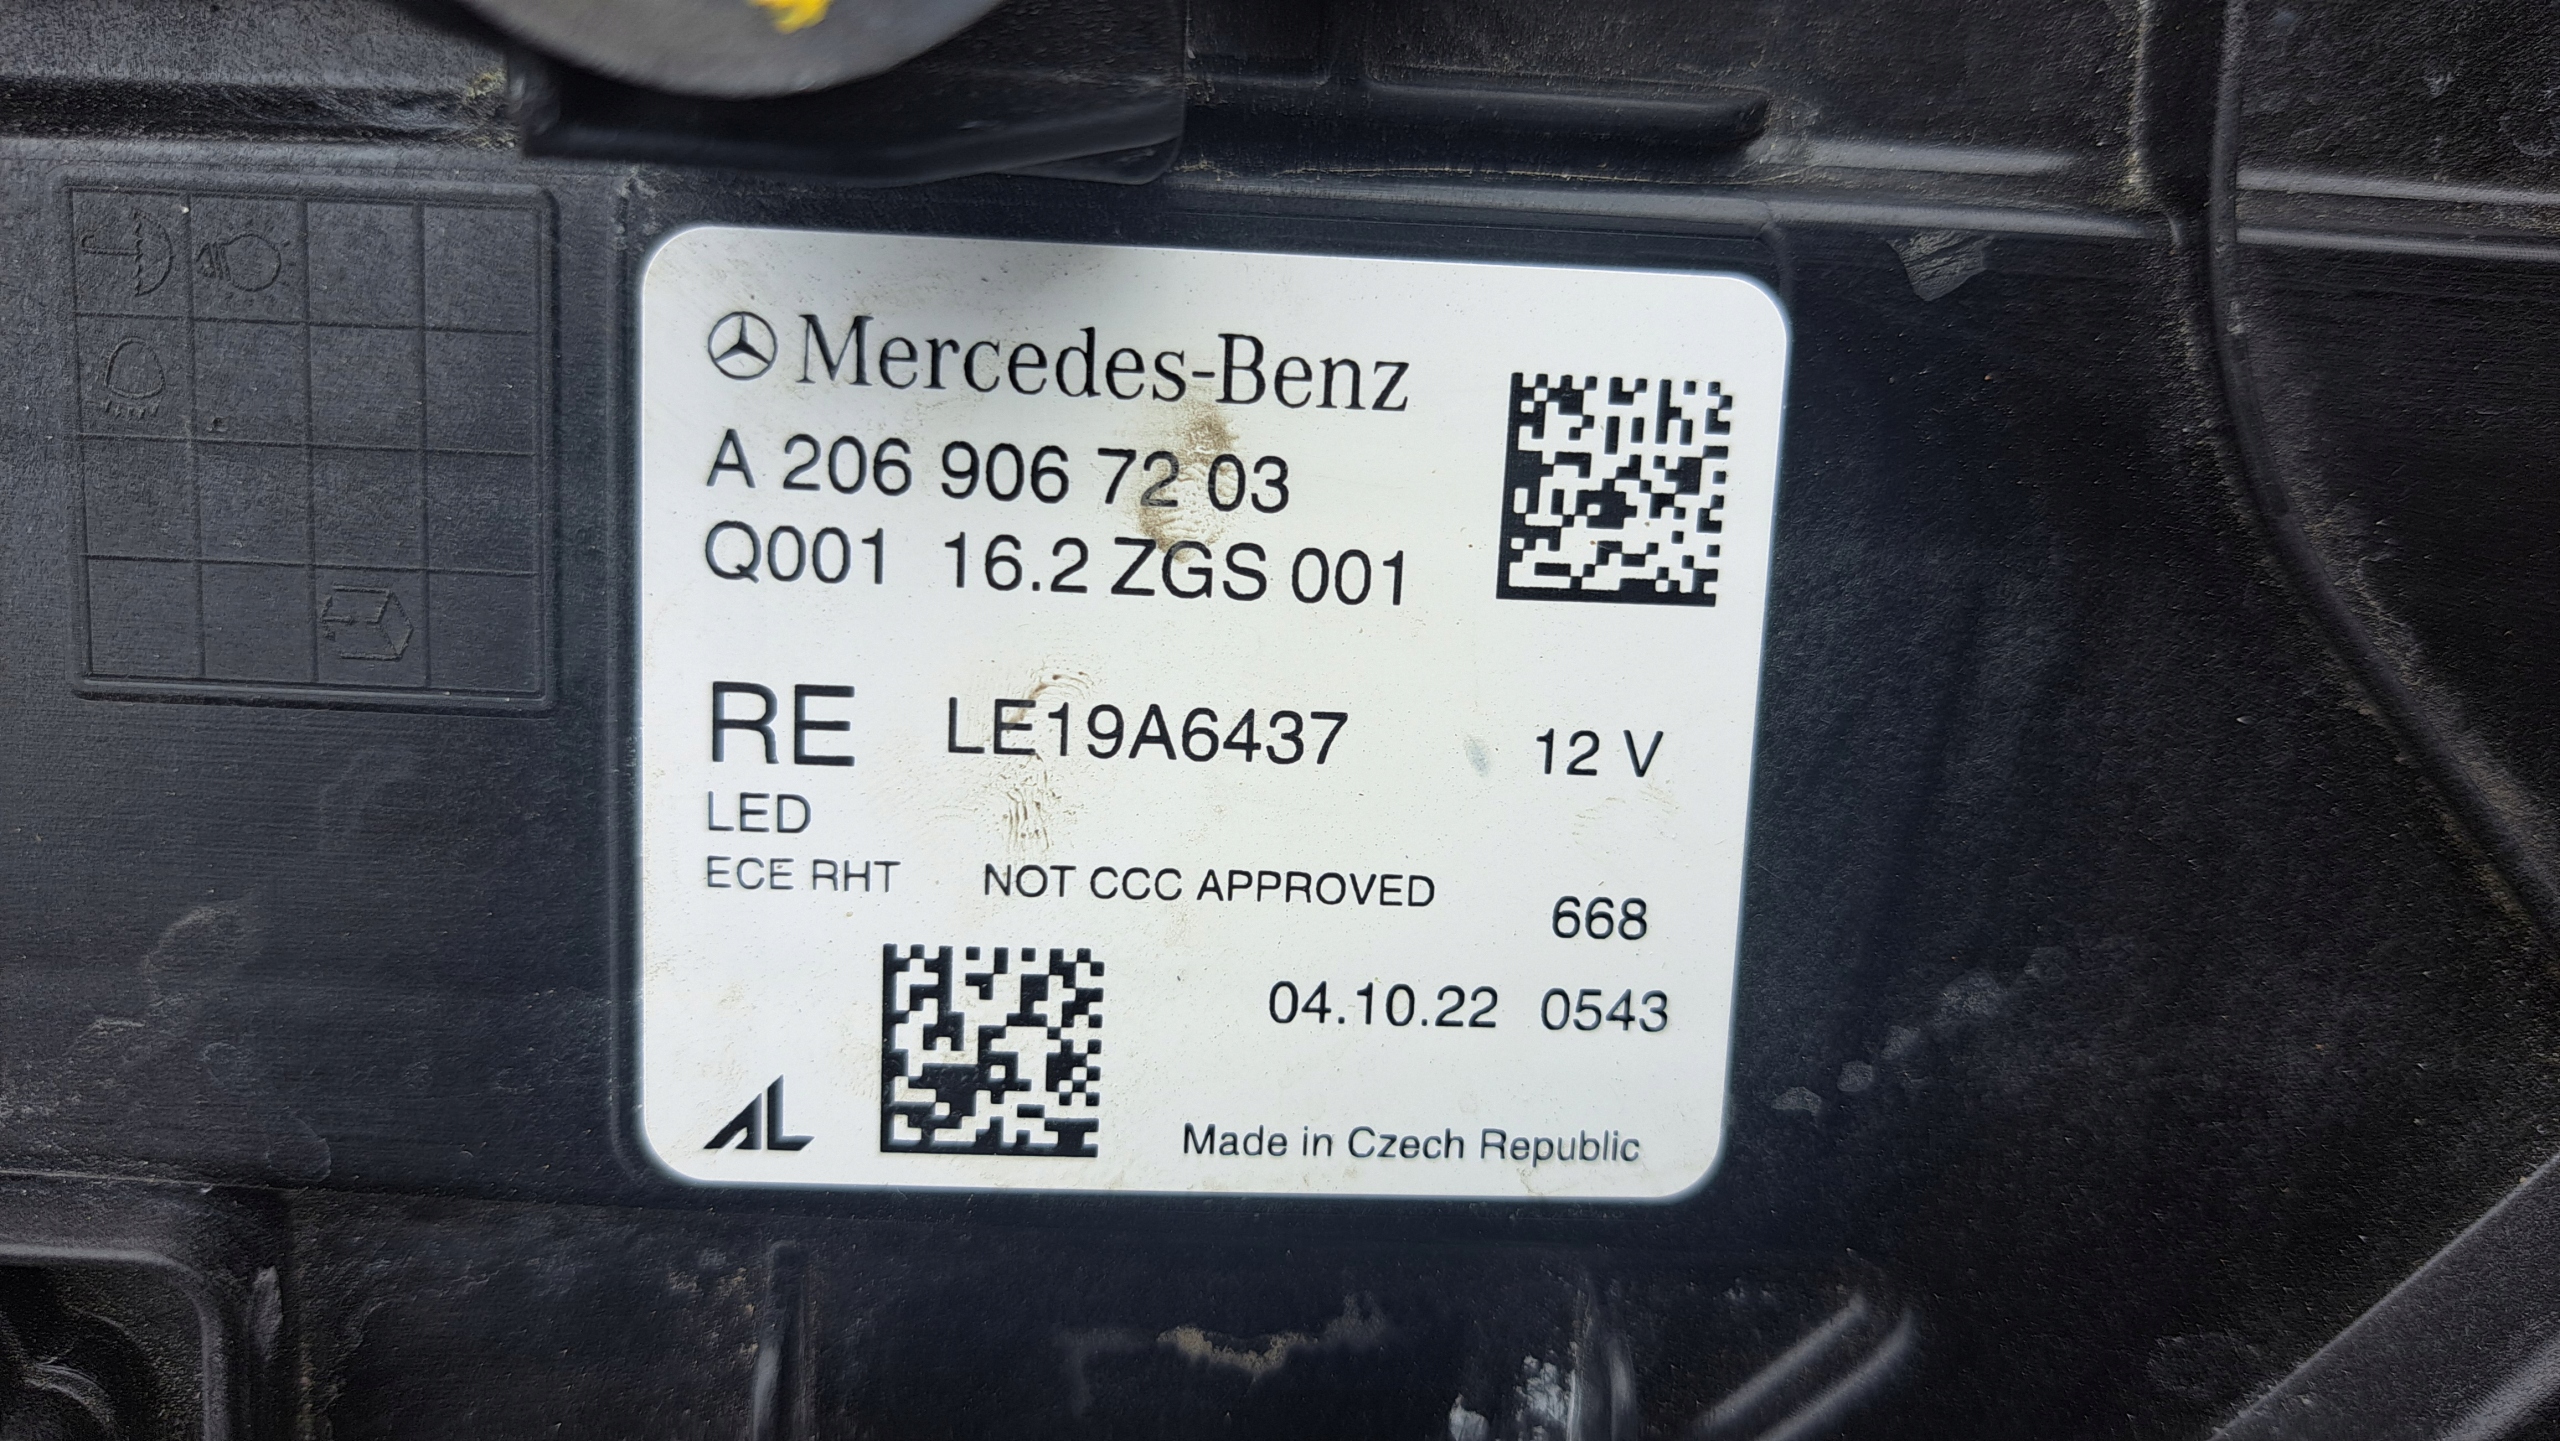 Mercedes-Benz
A 206 906 72 03
Q001 16.2 ZGS 001
RE LE19A6437 12 V
LED
ECE RHT NOT CCC APPROVED
668
04.10.22 0543
AL
Made in Czech Republic